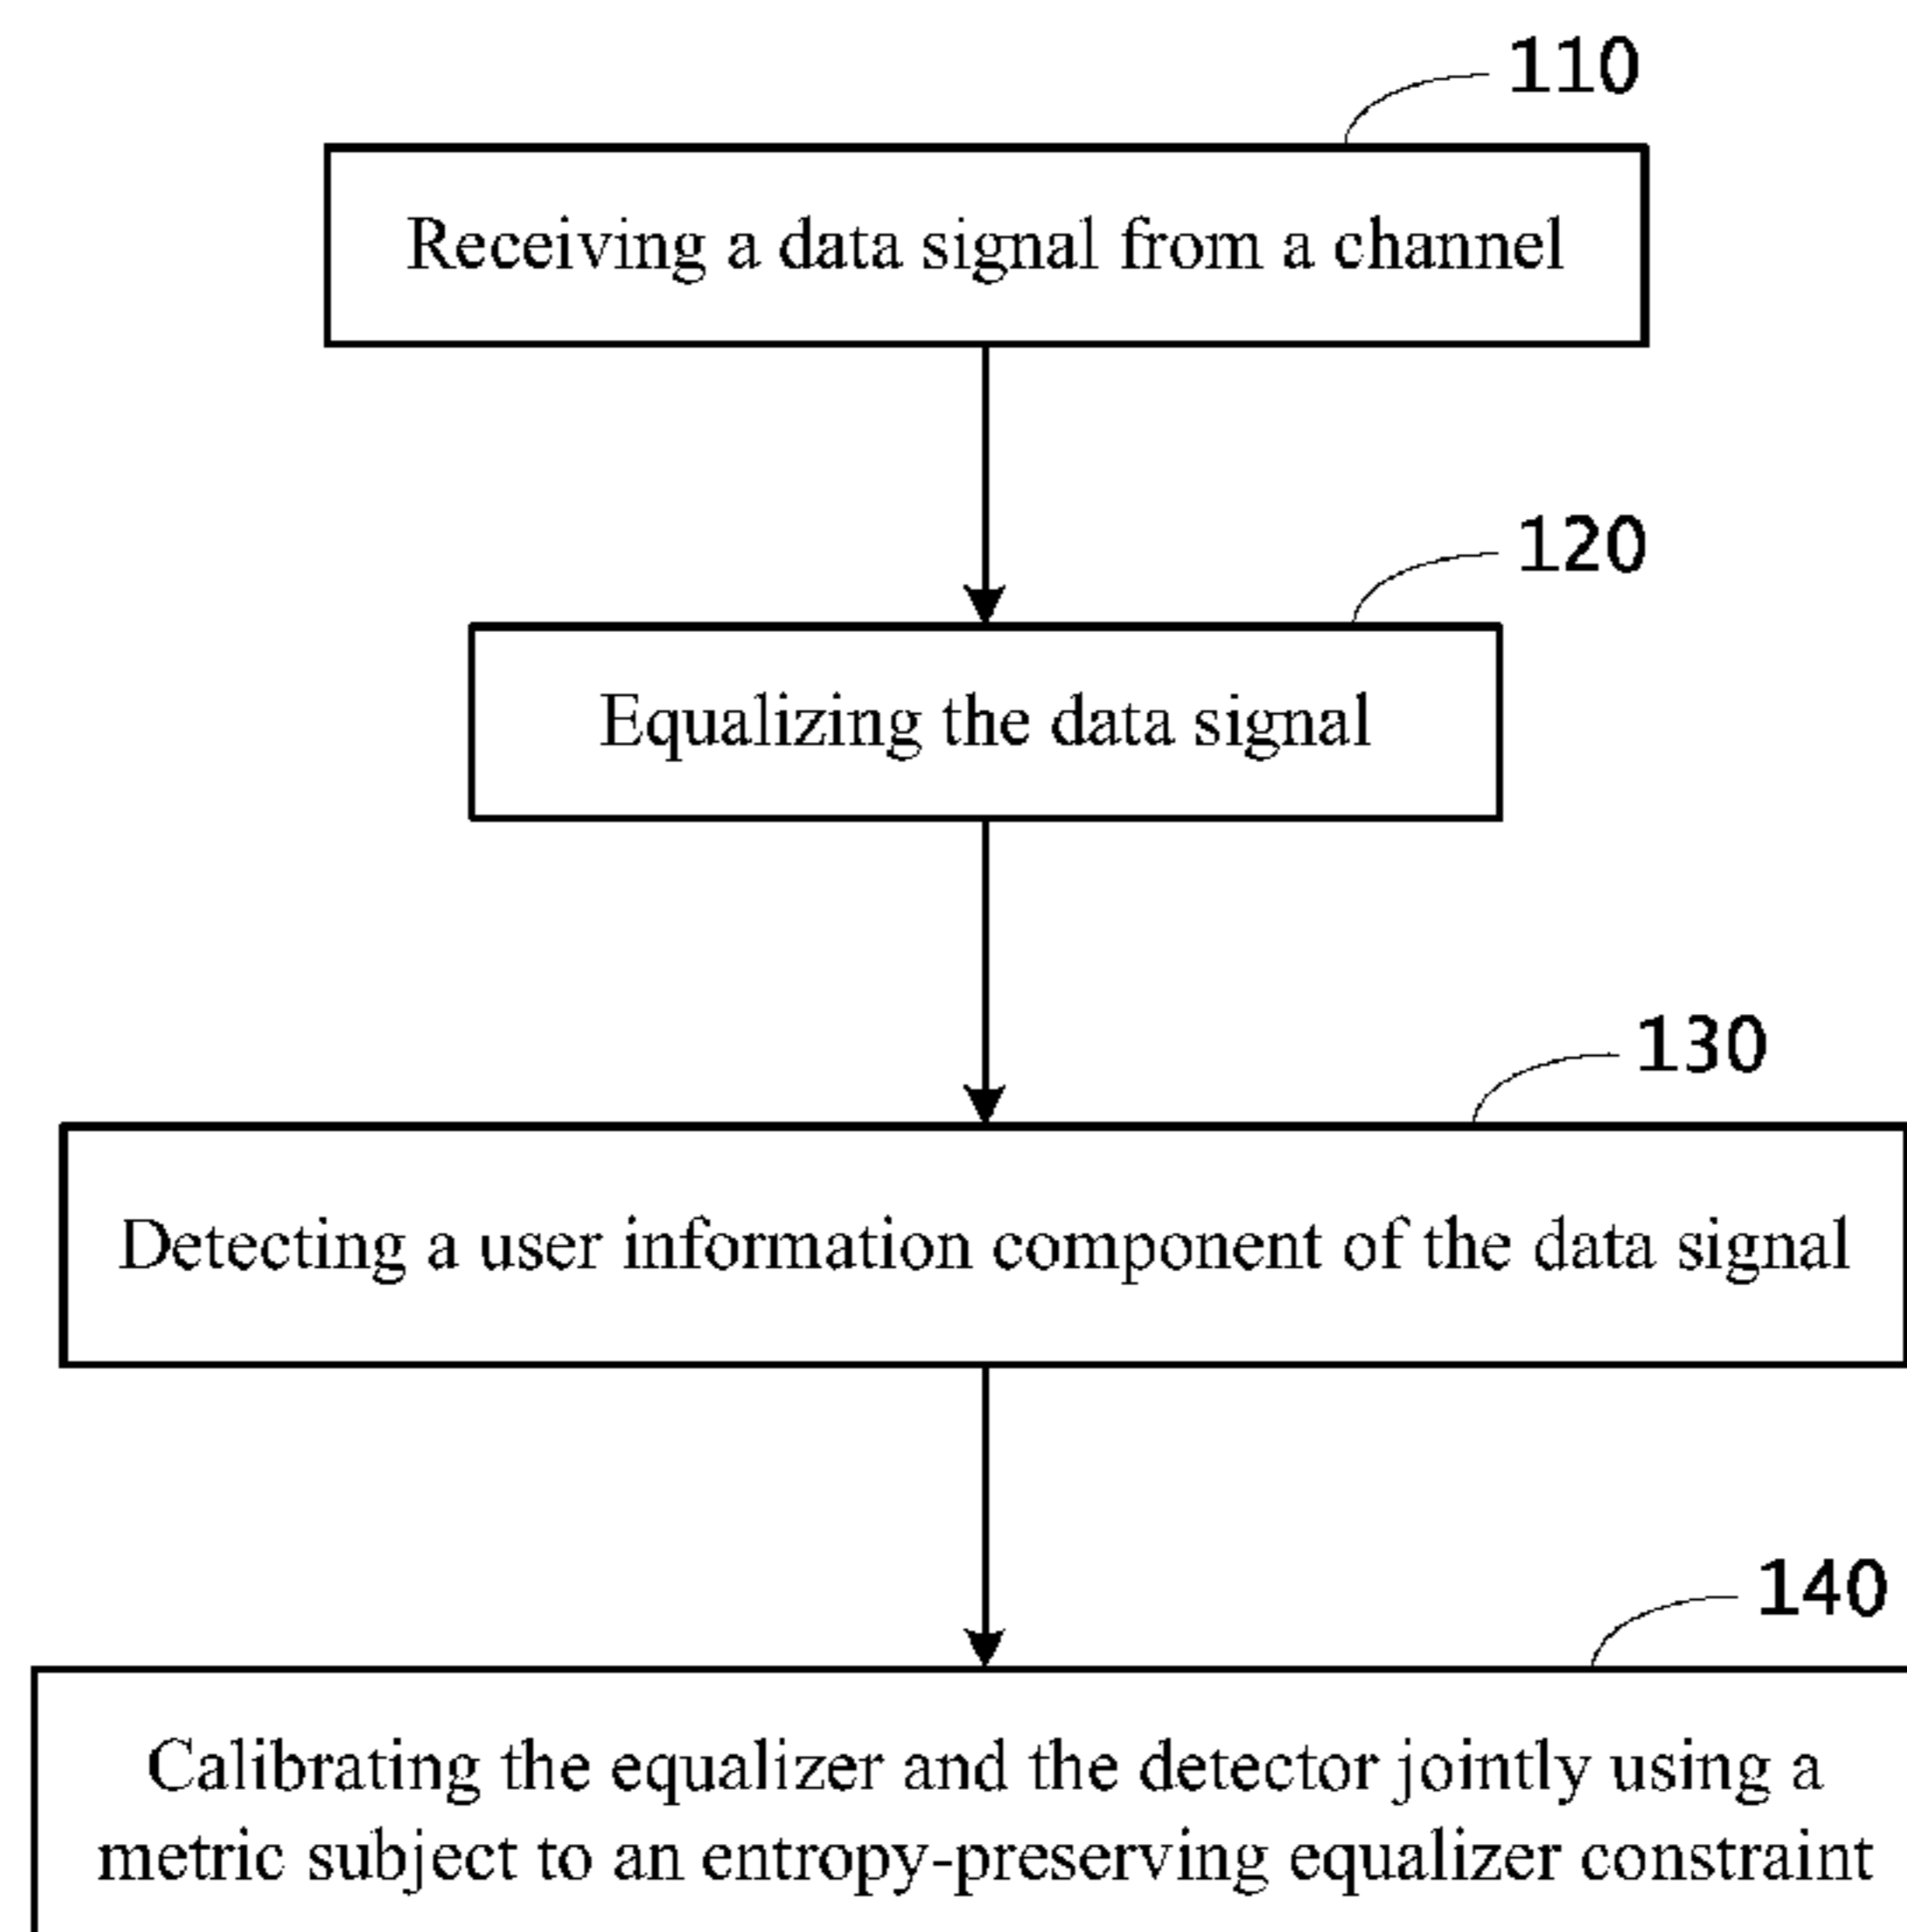 110
Receiving a data signal from a channel
120
Equalizing the data signal
130
Detecting a user information component of the data signal
140
Calibrating the equalizer and the detector jointly using a
metric subject to an entropy-preserving equalizer constraint